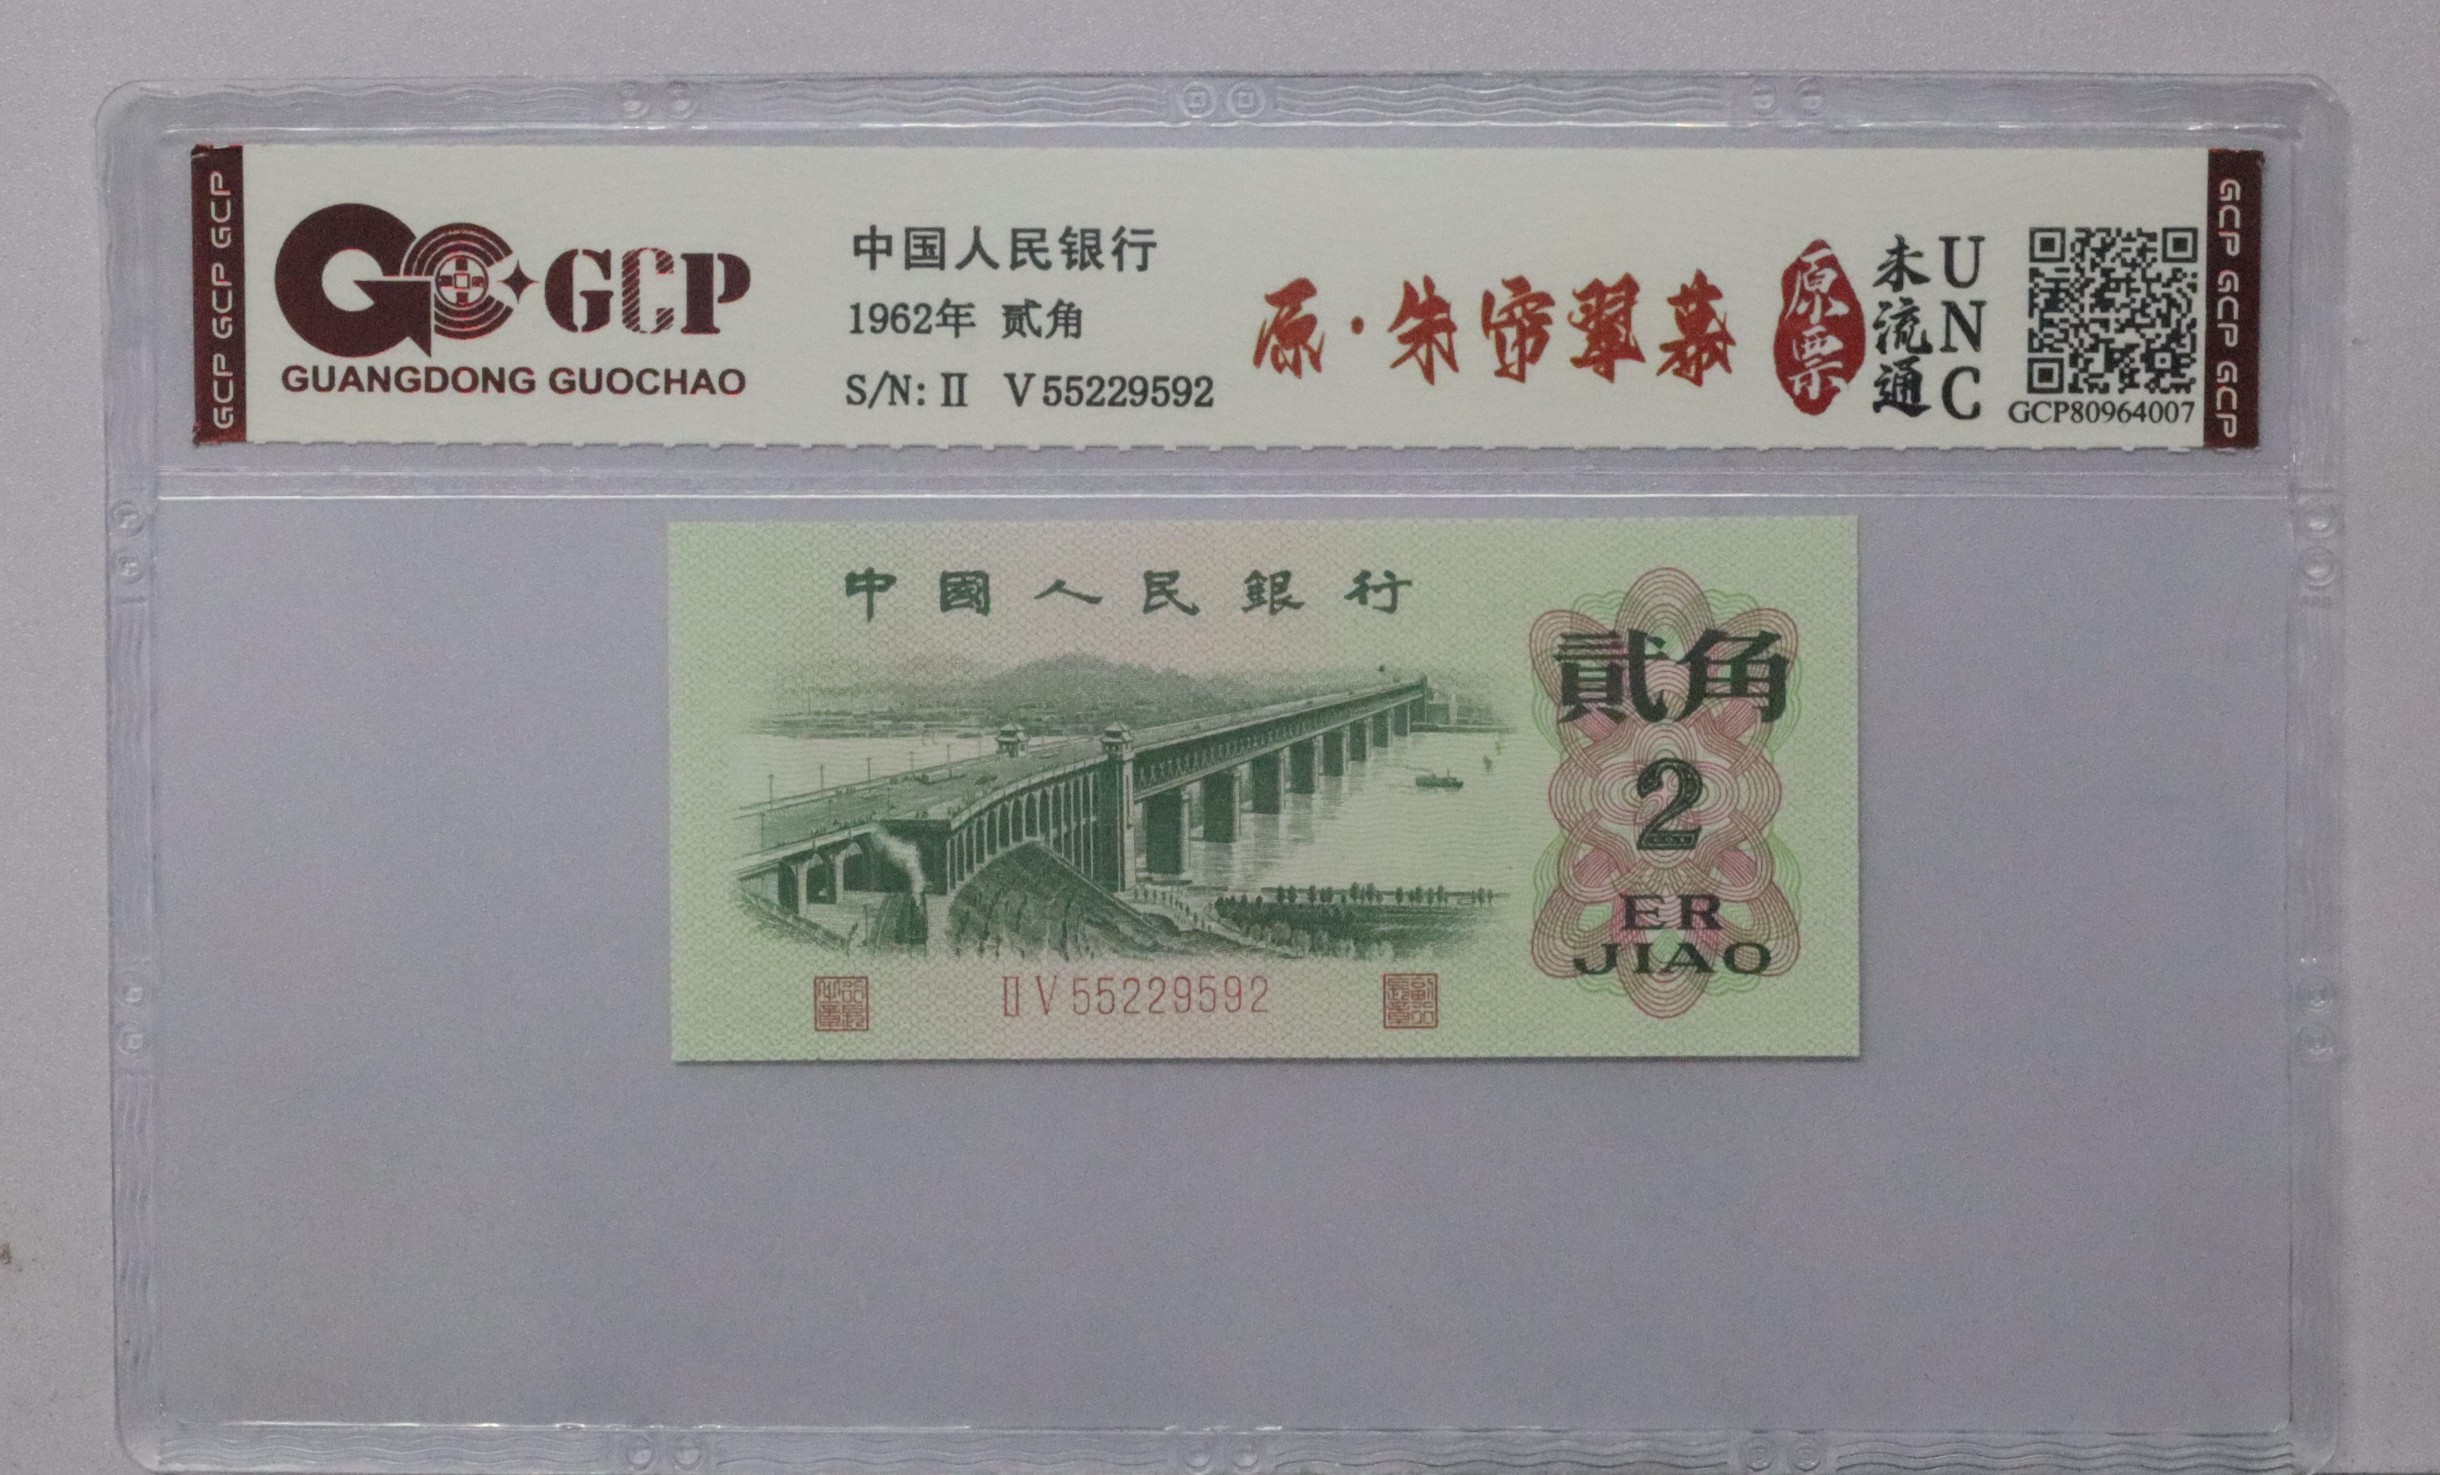 GCP GCP GCP
GCP
GUANGDONG GUOCHAO
中国人民银行
1962年 贰角
S/N: II V 55229592
原·朱帘翠幕
原票
未流通
UNC
GCP80964007
GCP GCP GCP
中國人民銀行
貳角
2
ER
JIAO
II V 55229592